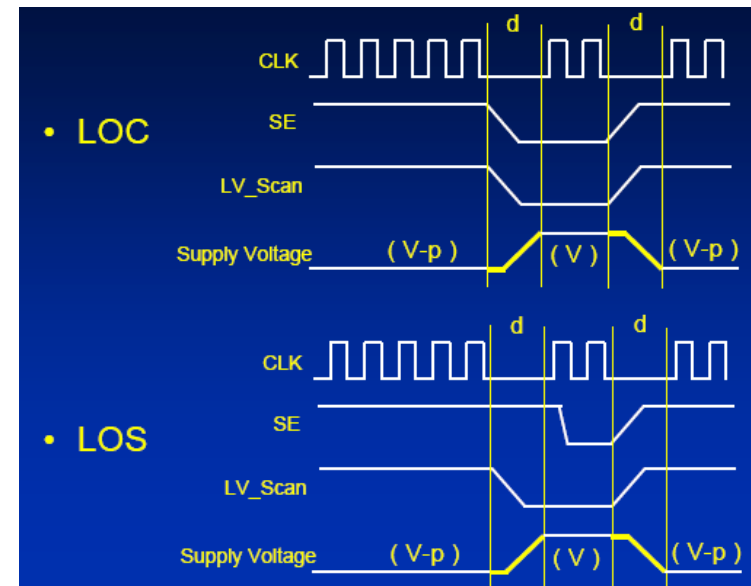 d d
CLK
• LOC
SE
LV_Scan
Supply Voltage ( V-p ) ( V ) ( V-p )
d d
CLK
• LOS
SE
LV_Scan
Supply Voltage ( V-p ) ( V ) ( V-p )